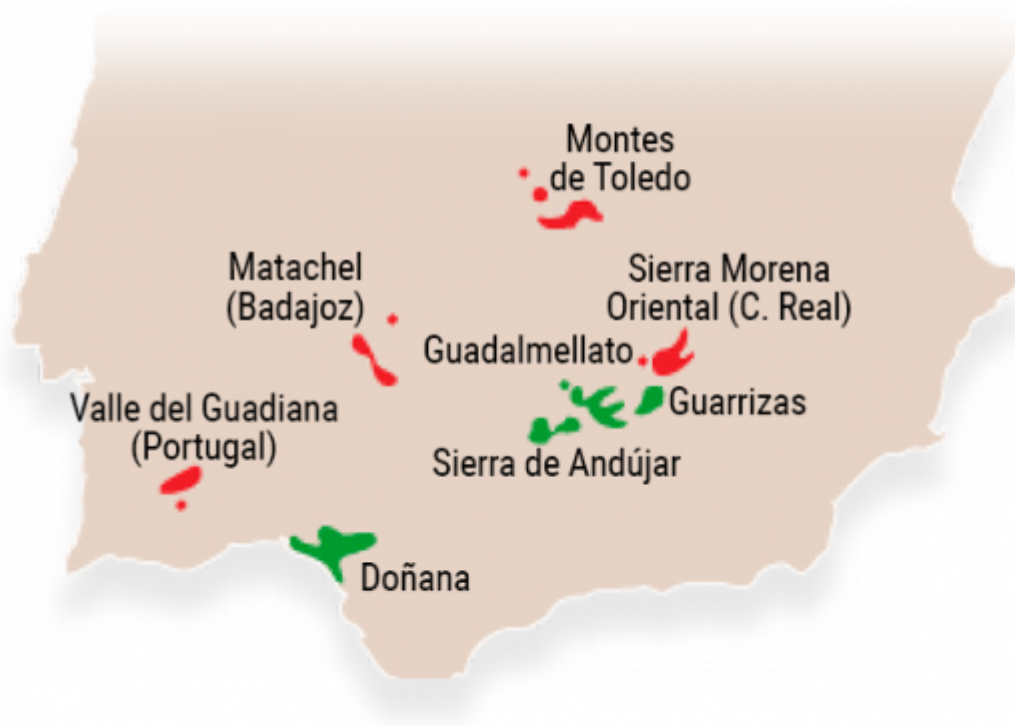 Montes
de Toledo
Matachel
(Badajoz)
Sierra Morena
Oriental (C. Real)
Guadalmellato
Guarrizas
Valle del Guadiana
(Portugal)
Sierra de Andújar
Doñana